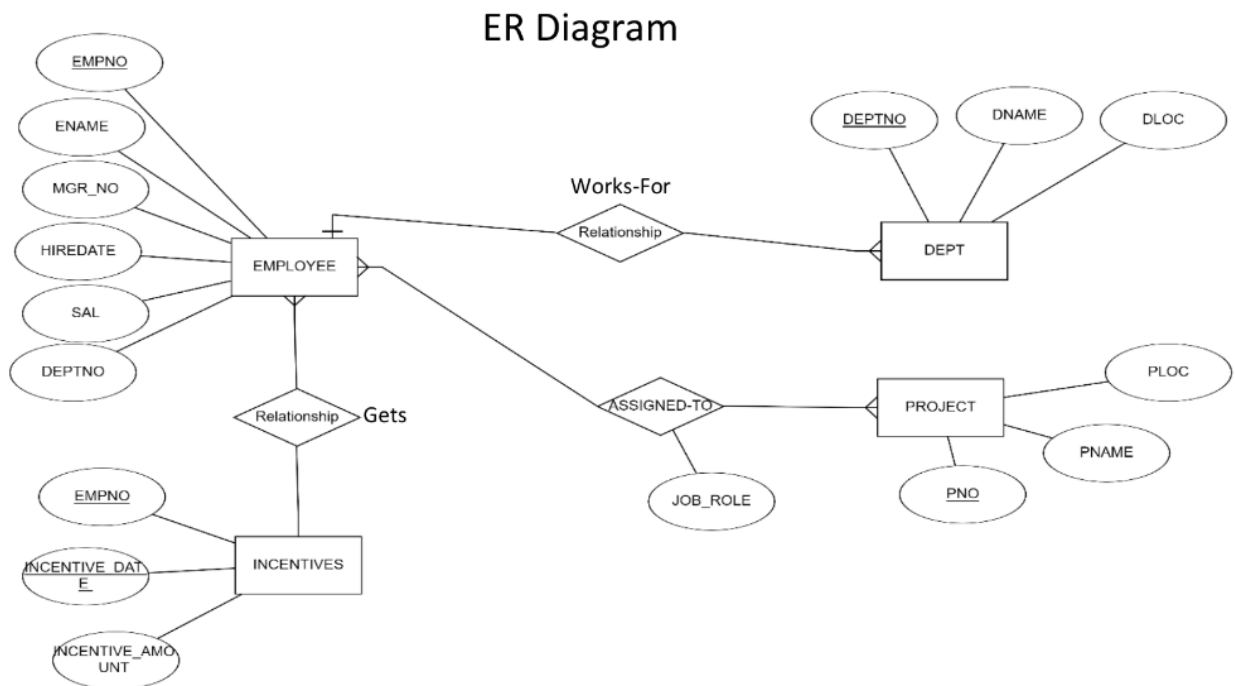 ER Diagram
EMPNO
ENAME
MGR_NO
HIREDATE
SAL
DEPTNO
EMPLOYEE
Works-For
Relationship
DEPTNO
DNAME
DLOC
DEPT
ASSIGNED-TO
JOB_ROLE
PROJECT
PLOC
PNAME
PNO
Relationship
Gets
EMPNO
INCENTIVE_DAT
E
INCENTIVE_AMO
UNT
INCENTIVES